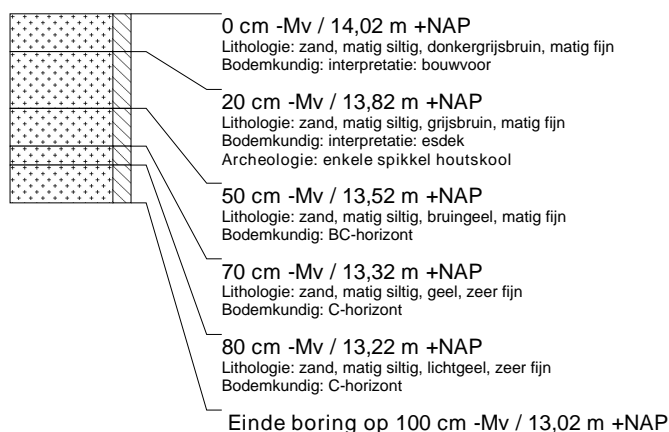 0 cm -Mv / 14,02 m +NAP
Lithologie: zand, matig siltig, donkergrijsbruin, matig fijn
Bodemkundig: interpretatie: bouwvoor
20 cm -Mv / 13,82 m +NAP
Lithologie: zand, matig siltig, grijsbruin, matig fijn
Bodemkundig: interpretatie: esdek
Archeologie: enkele spikkel houtskool
50 cm -Mv / 13,52 m +NAP
Lithologie: zand, matig siltig, bruingeel, matig fijn
Bodemkundig: BC-horizont
70 cm -Mv / 13,32 m +NAP
Lithologie: zand, matig siltig, geel, zeer fijn
Bodemkundig: C-horizont
80 cm -Mv / 13,22 m +NAP
Lithologie: zand, matig siltig, lichtgeel, zeer fijn
Bodemkundig: C-horizont
Einde boring op 100 cm -Mv / 13,02 m +NAP